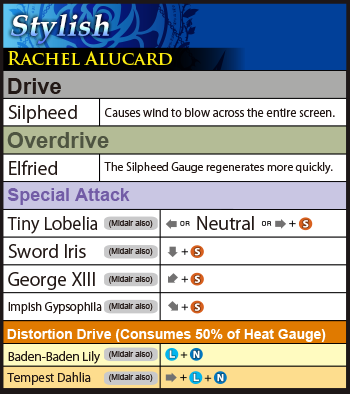 Stylish
RACHEL ALUCARD
Drive
Silpheed Causes wind to blow across the entire screen.
Overdrive
Elfried The Silpheed Gauge regenerates more quickly.
Special Attack
Tiny Lobelia (Midair also) ⬅ OR Neutral OR ➡ + S
Sword Iris (Midair also) ⬇ + S
George XIII (Midair also) ⬋ + S
Impish Gypsophila (Midair also) ⬊ + S
Distortion Drive (Consumes 50% of Heat Gauge)
Baden-Baden Lily (Midair also) L + N
Tempest Dahlia (Midair also) ➡ + L + N